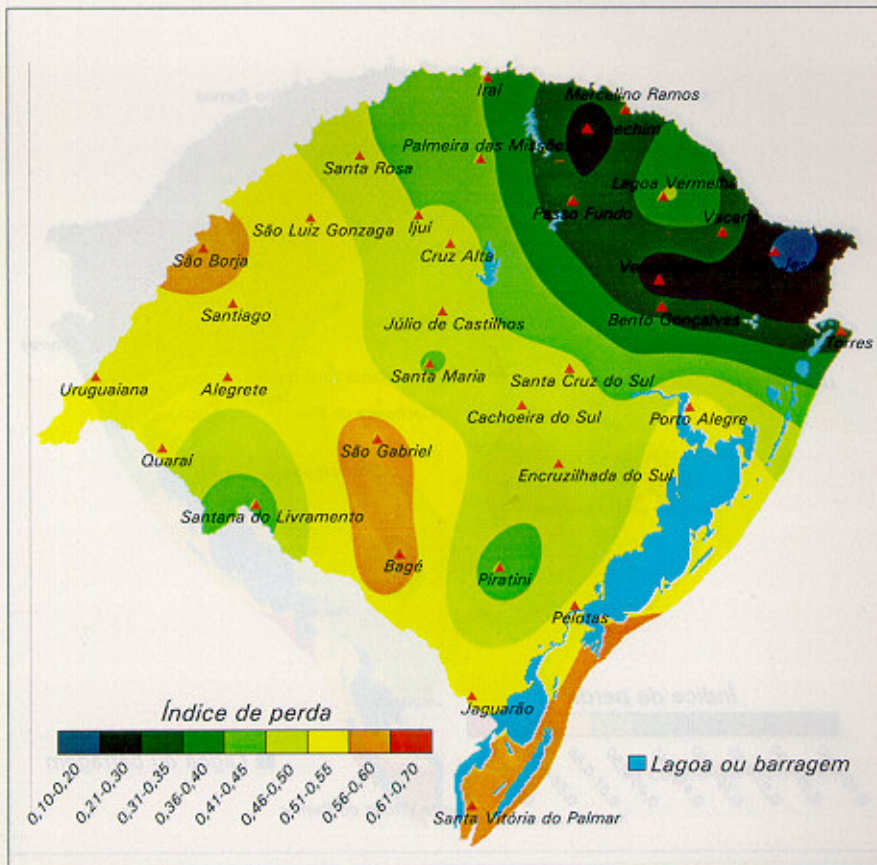 Iraí
Marcelino Ramos
Erechim
Palmeira das Missões
Santa Rosa
Lagoa Vermelha
Passo Fundo
Vacaria
São Luiz Gonzaga
Ijuí
São Borja
Cruz Alta
Santiago
Júlio de Castilhos
Bento Gonçalves
Torres
Santa Maria
Santa Cruz do Sul
Uruguaiana
Alegrete
Cachoeira do Sul
Porto Alegre
São Gabriel
Quaraí
Encruzilhada do Sul
Santana do Livramento
Bagé
Piratini
Pelotas
Jaguarão
Santa Vitória do Palmar
Índice de perda
0,10-0,20
0,21-0,30
0,31-0,35
0,36-0,40
0,41-0,45
0,46-0,50
0,51-0,55
0,56-0,60
0,61-0,70
Lagoa ou barragem